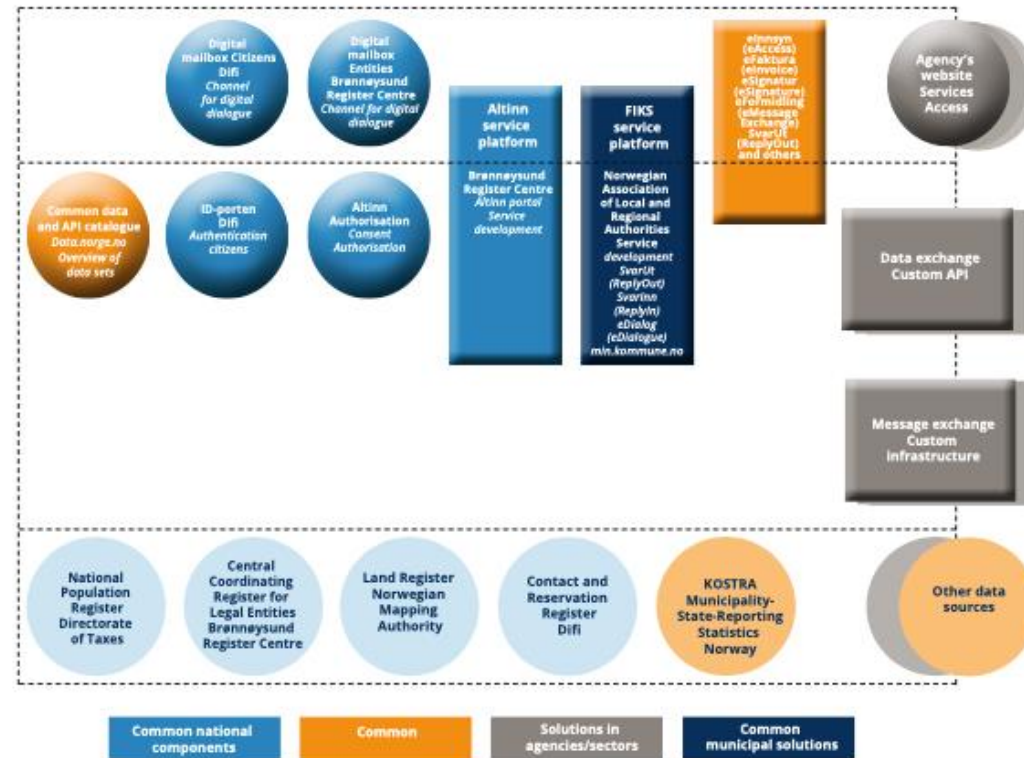 Digital
mailbox Citizens
Difi
Channel
for digital
dialogue
Digital
mailbox
Entities
Brønnøysund
Register Centre
Channel for digital
dialogue
Altinn
service
platform
Brønnøysund
Register Centre
Altinn portal
Service
development
FIKS
service
platform
Norwegian
Association
of Local and
Regional
Authorities
Service
development
SvarUt
(ReplyOut)
SvarInn
(ReplyIn)
eDialog
(eDialogue)
min.kommune.no
eInnsyn
(eAccess)
eFaktura
(eInvoice)
eSignatur
(eSignature)
eFormidling
(eMessage
Exchange)
SvarUt
(ReplyOut)
and others
Agency's
website
Services
Access
Common data
and API catalogue
Data.norge.no
Overview of
data sets
ID-porten
Difi
Authentication
citizens
Altinn
Authorisation
Consent
Authorisation
Data exchange
Custom API
Message exchange
Custom
infrastructure
National
Population
Register
Directorate
of Taxes
Central
Coordinating
Register for
Legal Entities
Brønnøysund
Register Centre
Land Register
Norwegian
Mapping
Authority
Contact and
Reservation
Register
Difi
KOSTRA
Municipality-
State-Reporting
Statistics
Norway
Other data
sources
Common national
components
Common
Solutions in
agencies/sectors
Common
municipal solutions